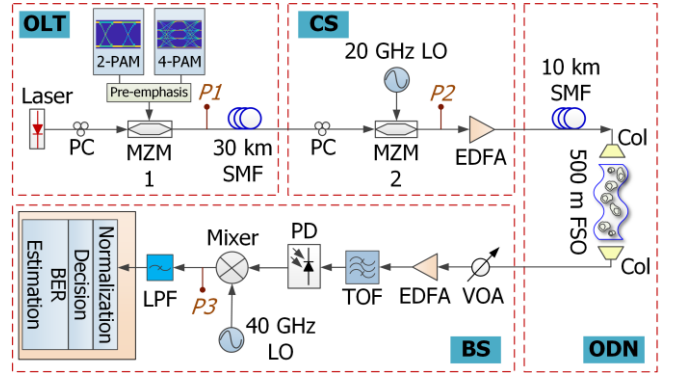 OLT
2-PAM
4-PAM
Pre-emphasis
Laser
PC
MZM
1
P1
30 km
SMF
CS
20 GHz LO
PC
MZM
2
P2
EDFA
10 km
SMF
Col
500 m FSO
Col
ODN
Normalization
Decision
BER
Estimation
LPF
P3
Mixer
40 GHz
LO
PD
TOF
EDFA
VOA
BS